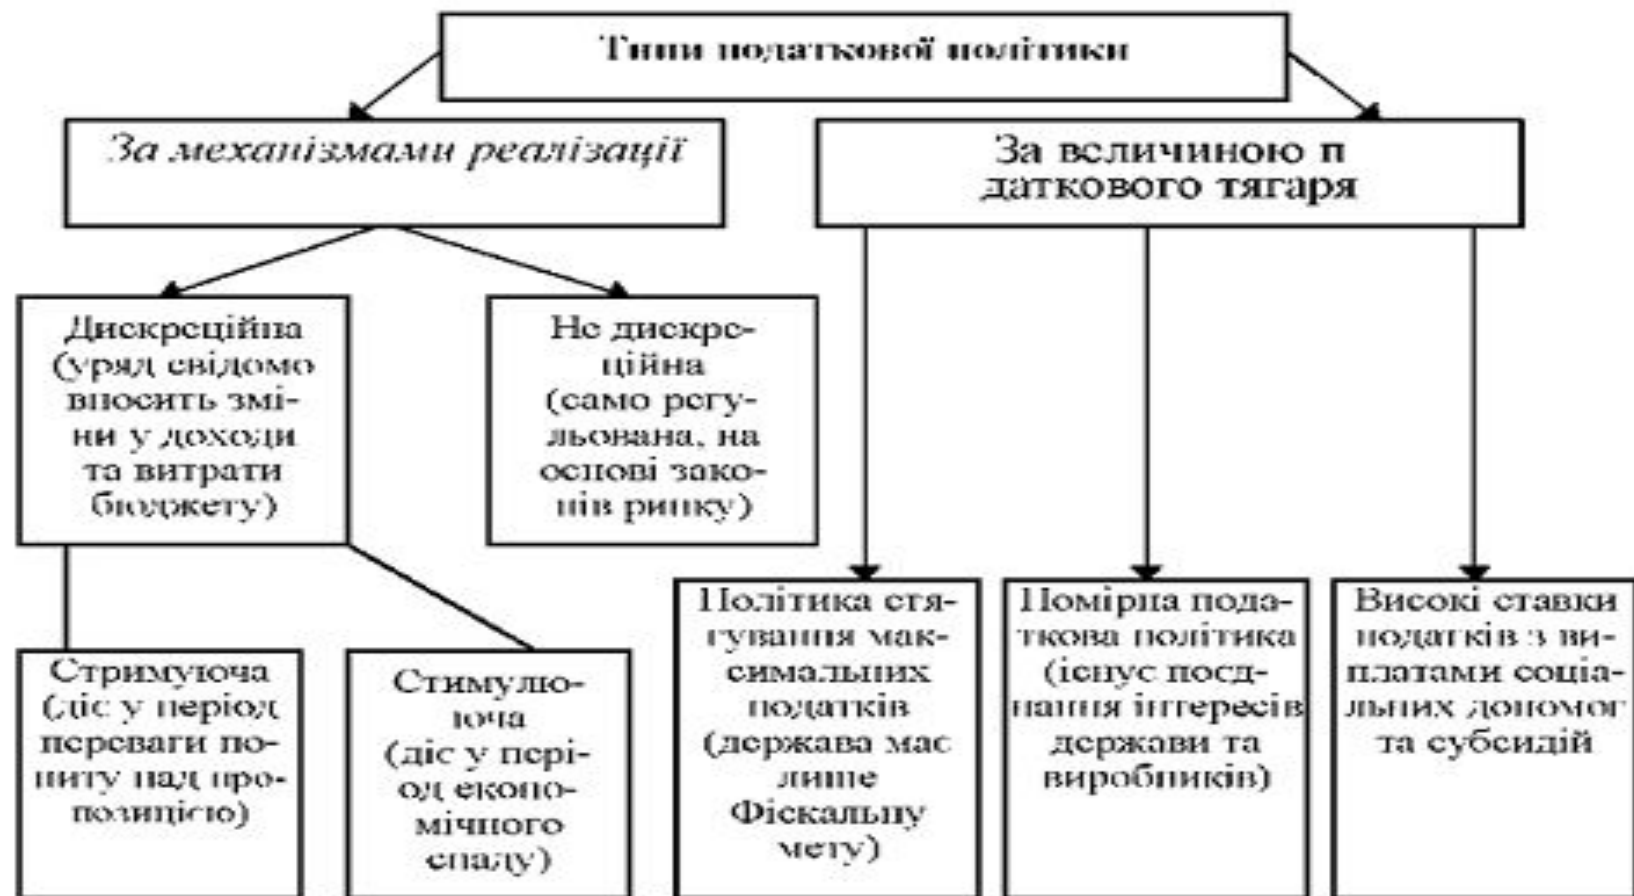 Типи податкової політики
За механізмами реалізації
За величиною п
даткового тягаря
Дискреційна
(уряд свідомо
вносить змі-
ни у доходи
та витрати
бюджету)
Не дискре-
ційна
(само регу-
льована, на
основі зако-
нів ринку)
Стримуюча
(діє у період
переваги по-
питу над про-
позицією)
Стимулю-
юча
(діє у пері-
од еконо-
мічного
спаду)
Політика стя-
гування мак-
симальних
податків
(держава має
лише
Фіскальну
мету)
Помірна пода-
ткова політика
(існує поєд-
нання інтересів
держави та
виробників)
Високі ставки
податків з ви-
платами соціа-
льних допомог
та субсидій